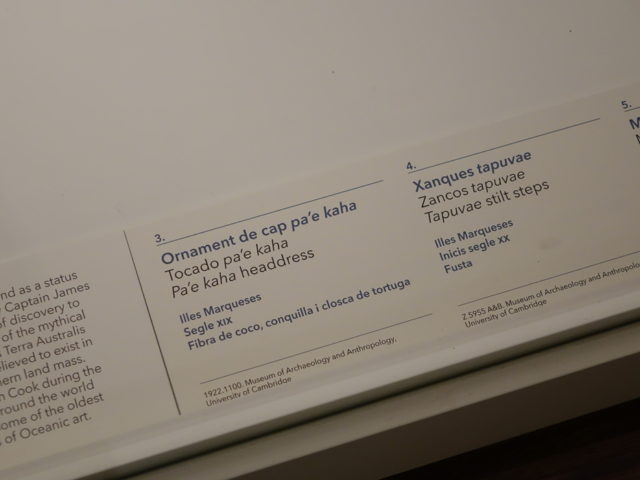 nd as a status
Captain James
of discovery to
of the mythical
Terra Australis
lieved to exist in
ern land mass.
Cook during the
round the world
ome of the oldest
of Oceanic art.
3.
Ornament de cap pa'e kaha
Tocado pa'e kaha
Pa'e kaha headdress
Illes Marqueses
Segle XIX
Fibra de coco, conquilla i closca de tortuga
1922.1100. Museum of Archaeology and Anthropology,
University of Cambridge
4.
Xanques tapuvae
Zancos tapuvae
Tapuvae stilt steps
Illes Marqueses
Inicis segle XX
Fusta
Z 5955 A&B. Museum of Archaeology and Anthropology
University of Cambridge
5.
M